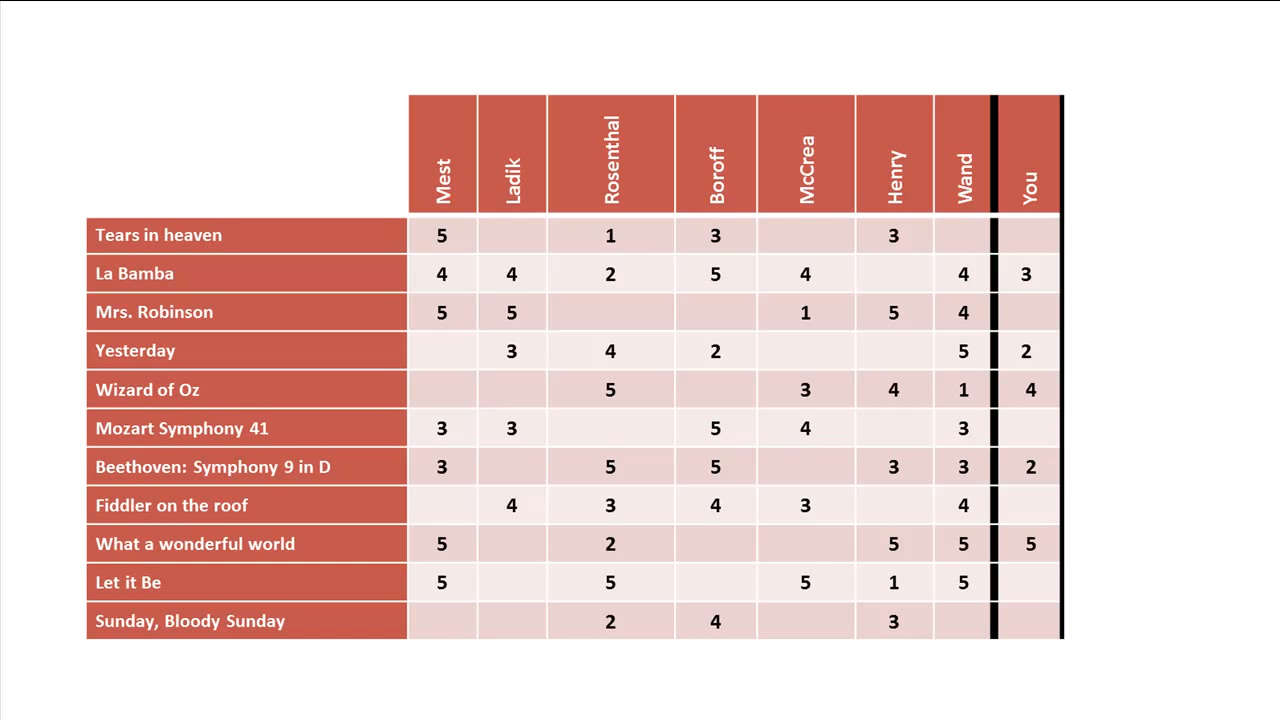 Mest Ladik Rosenthal Boroff McCrea Henry Wand You
Tears in heaven 5 1 3 3
La Bamba 4 4 2 5 4 4 3
Mrs. Robinson 5 5 1 5 4
Yesterday 3 4 2 5 2
Wizard of Oz 5 3 4 1 4
Mozart Symphony 41 3 3 5 4 3
Beethoven: Symphony 9 in D 3 5 5 3 3 2
Fiddler on the roof 4 3 4 3 4
What a wonderful world 5 2 5 5 5
Let it Be 5 5 5 1 5
Sunday, Bloody Sunday 2 4 3